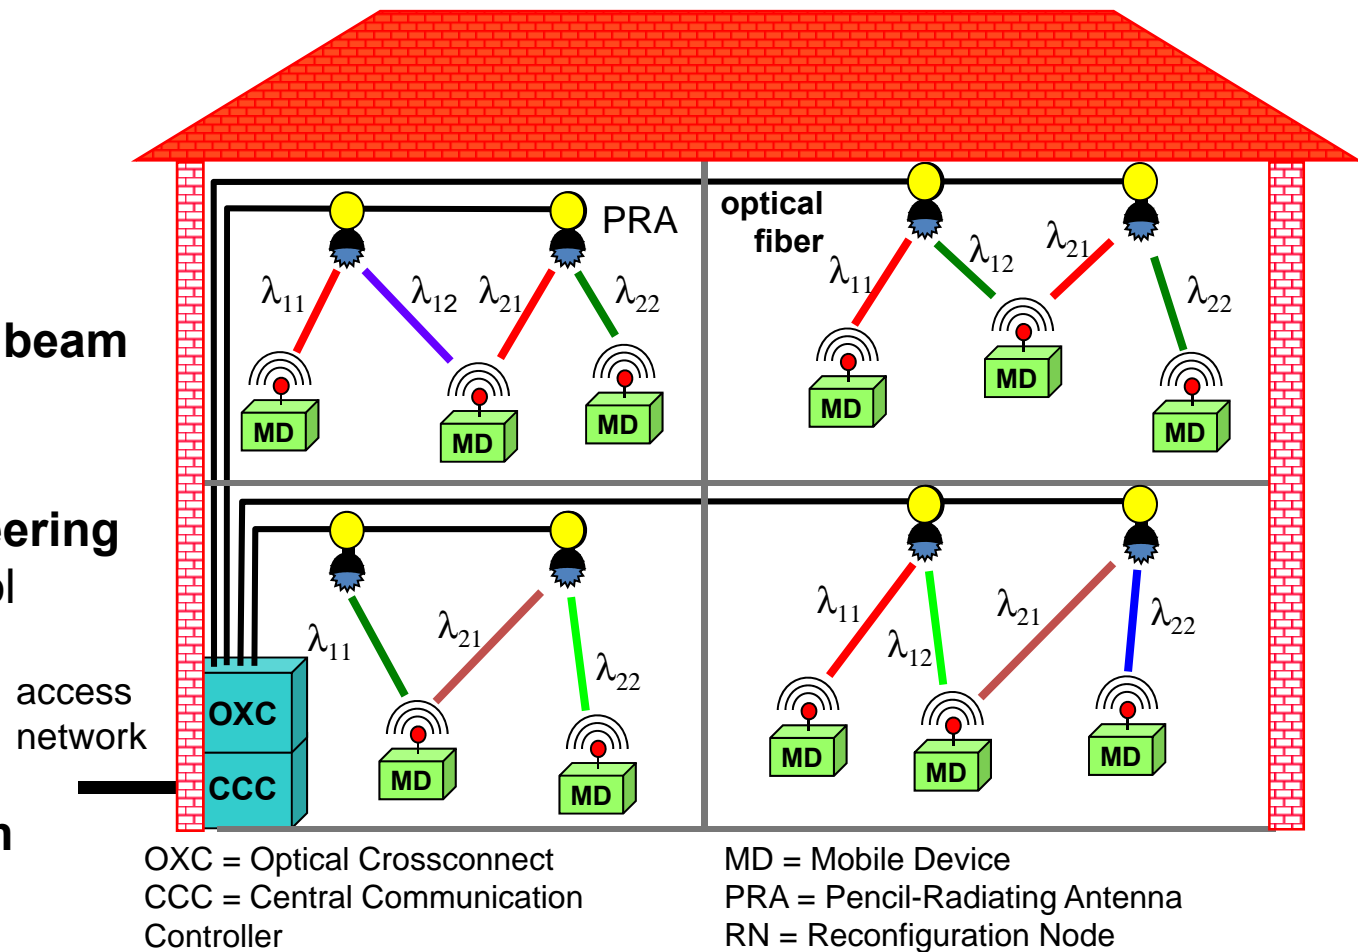 beam
eering
ol
access
network
n
PRA
optical
fiber
λ11
λ12
λ21
λ22
λ11
λ12
λ21
λ22
MD
MD
MD
MD
MD
MD
λ11
λ21
λ22
λ11
λ12
λ21
λ22
OXC
CCC
MD
MD
MD
MD
MD
OXC = Optical Crossconnect
CCC = Central Communication
Controller
MD = Mobile Device
PRA = Pencil-Radiating Antenna
RN = Reconfiguration Node